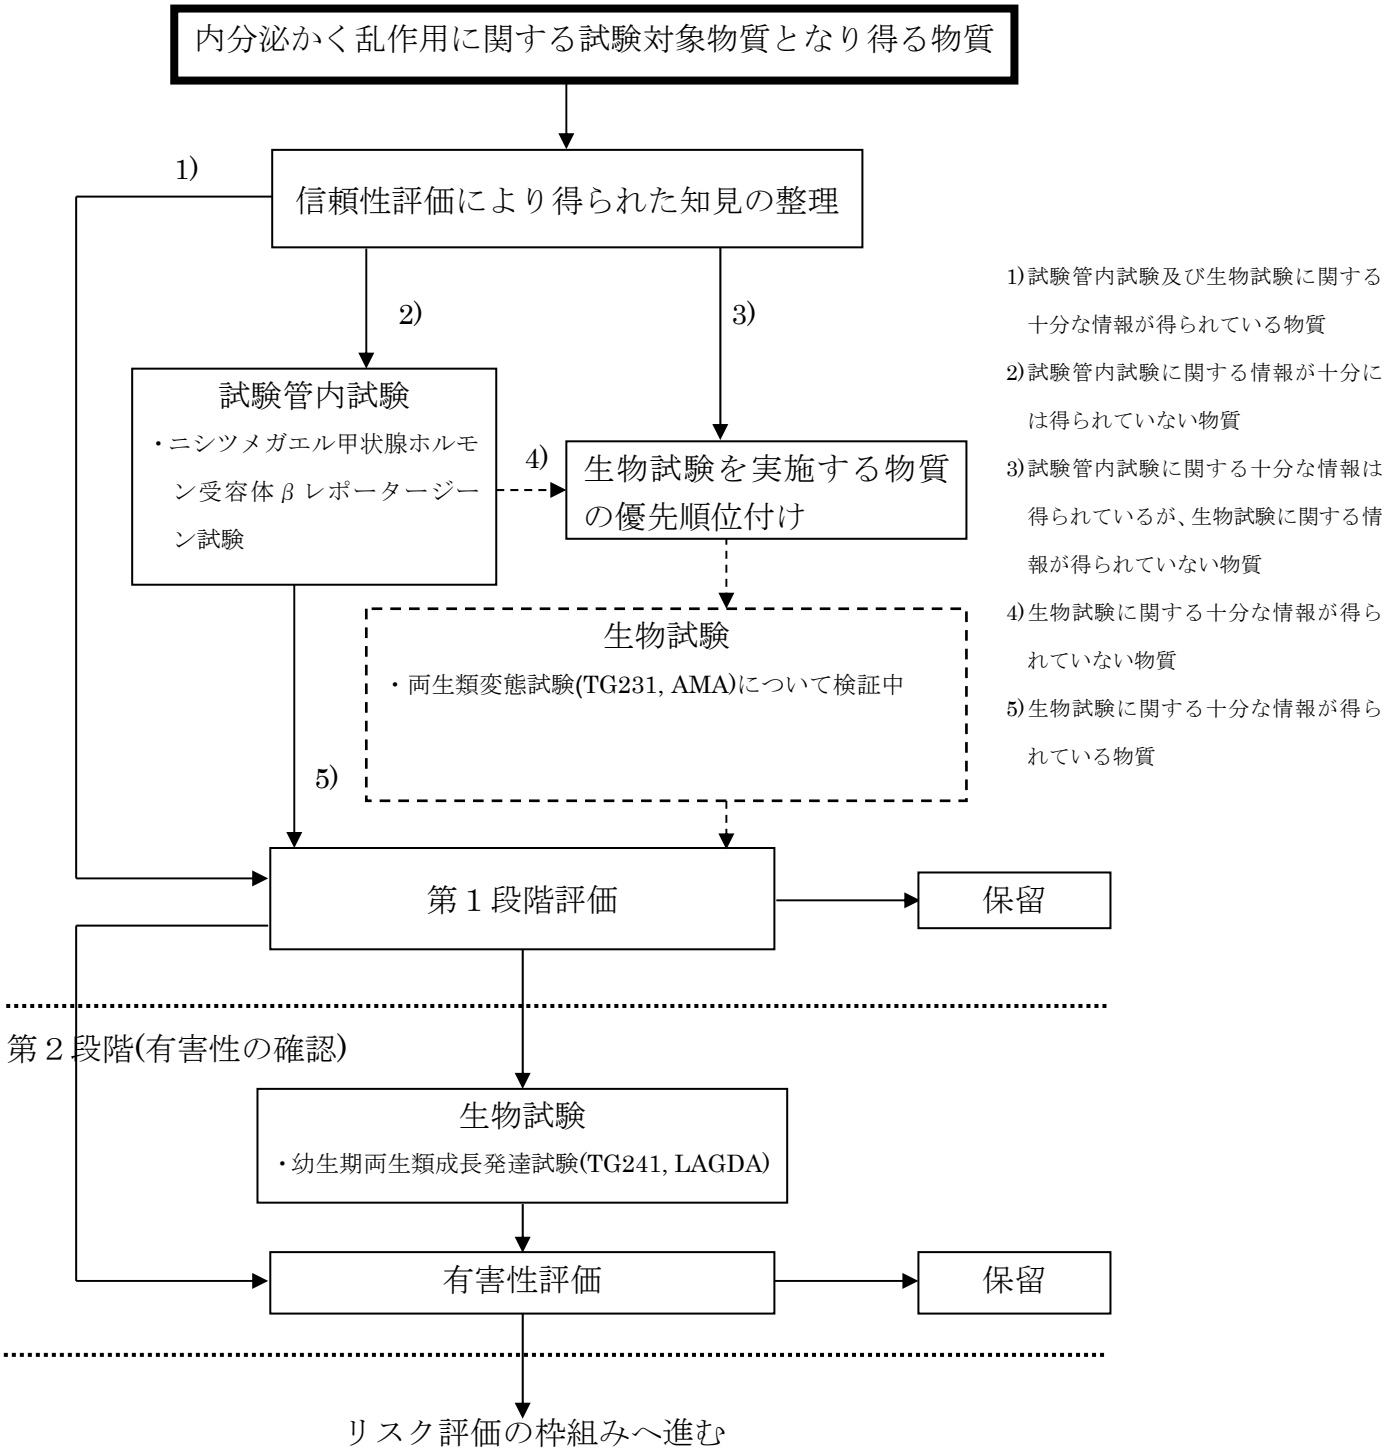 内分泌かく乱作用に関する試験対象物質となり得る物質
1)
信頼性評価により得られた知見の整理
2)
3)
試験管内試験
・ニシツメガエル甲状腺ホルモ
ン受容体βレポータージー
ン試験
4)
生物試験を実施する物質
の優先順位付け
生物試験
・両生類変態試験(TG231, AMA)について検証中
5)
1)試験管内試験及び生物試験に関する
十分な情報が得られている物質
2)試験管内試験に関する情報が十分に
は得られていない物質
3)試験管内試験に関する十分な情報は
得られているが、生物試験に関する情
報が得られていない物質
4)生物試験に関する十分な情報が得ら
れていない物質
5)生物試験に関する十分な情報が得ら
れている物質
第１段階評価
保留
第２段階(有害性の確認)
生物試験
・幼生期両生類成長発達試験(TG241, LAGDA)
有害性評価
保留
リスク評価の枠組みへ進む